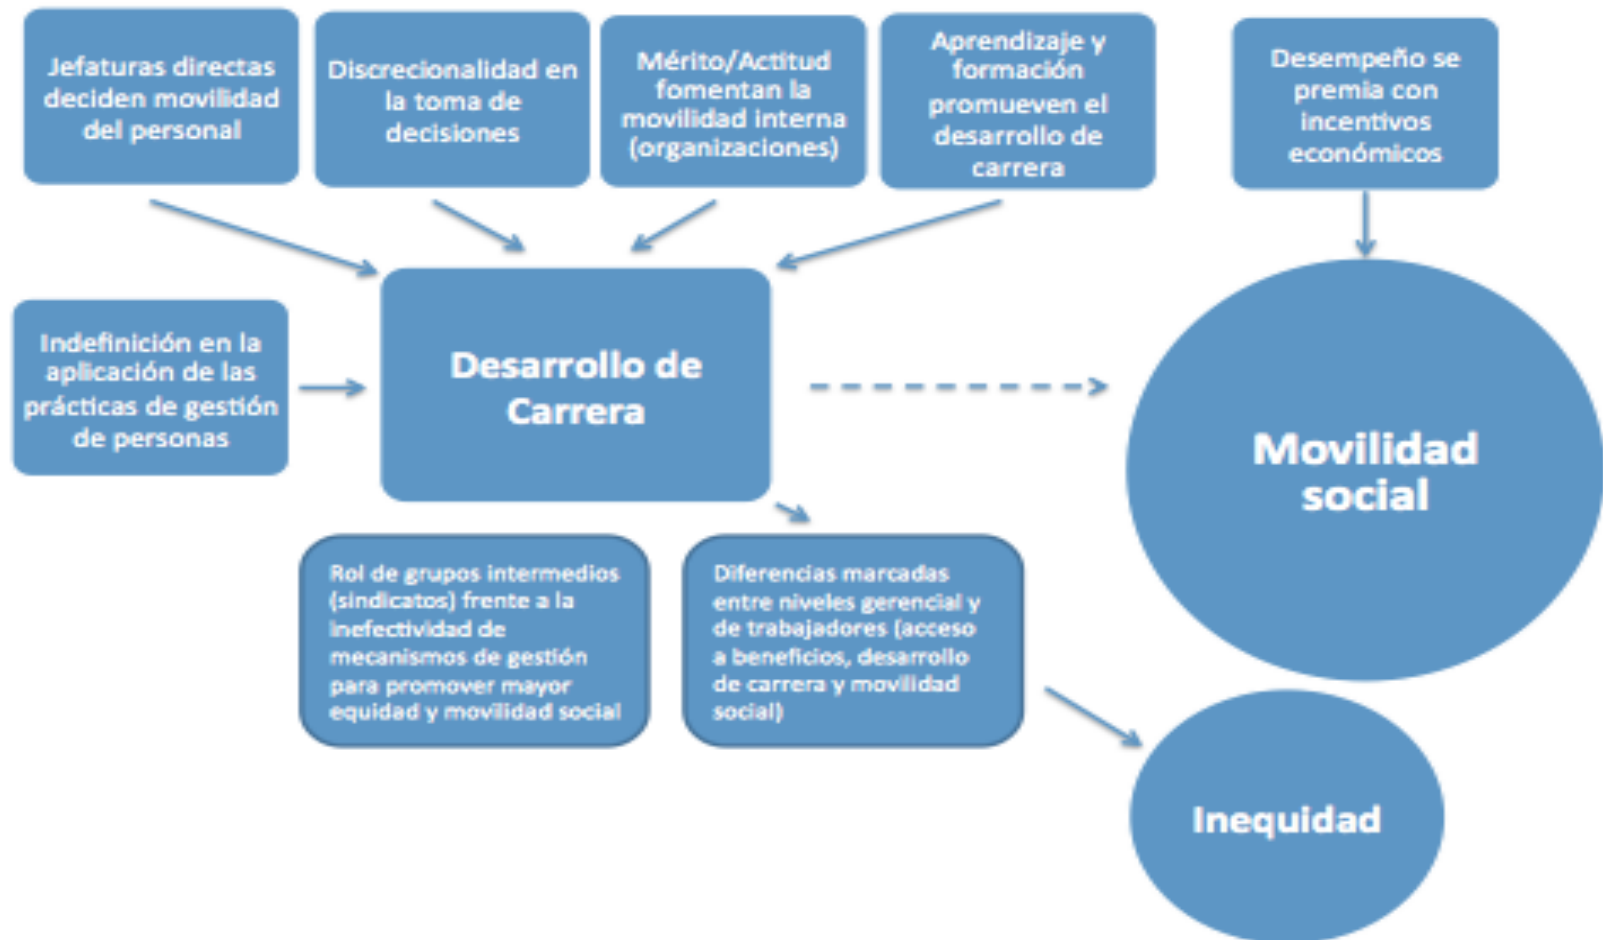 Jefaturas directas
deciden movilidad
del personal
Discrecionalidad en
la toma de
decisiones
Mérito/Actitud
fomentan la
movilidad interna
(organizaciones)
Aprendizaje y
formación
promueven el
desarrollo de
carrera
Desempeño se
premia con
incentivos
económicos
Indefinición en la
aplicación de las
prácticas de gestión
de personas
Desarrollo de
Carrera
Movilidad
social
Rol de grupos intermedios
(sindicatos) frente a la
inefectividad de
mecanismos de gestión
para promover mayor
equidad y movilidad social
Diferencias marcadas
entre niveles gerencial y
de trabajadores (acceso
a beneficios, desarrollo
de carrera y movilidad
social)
Inequidad